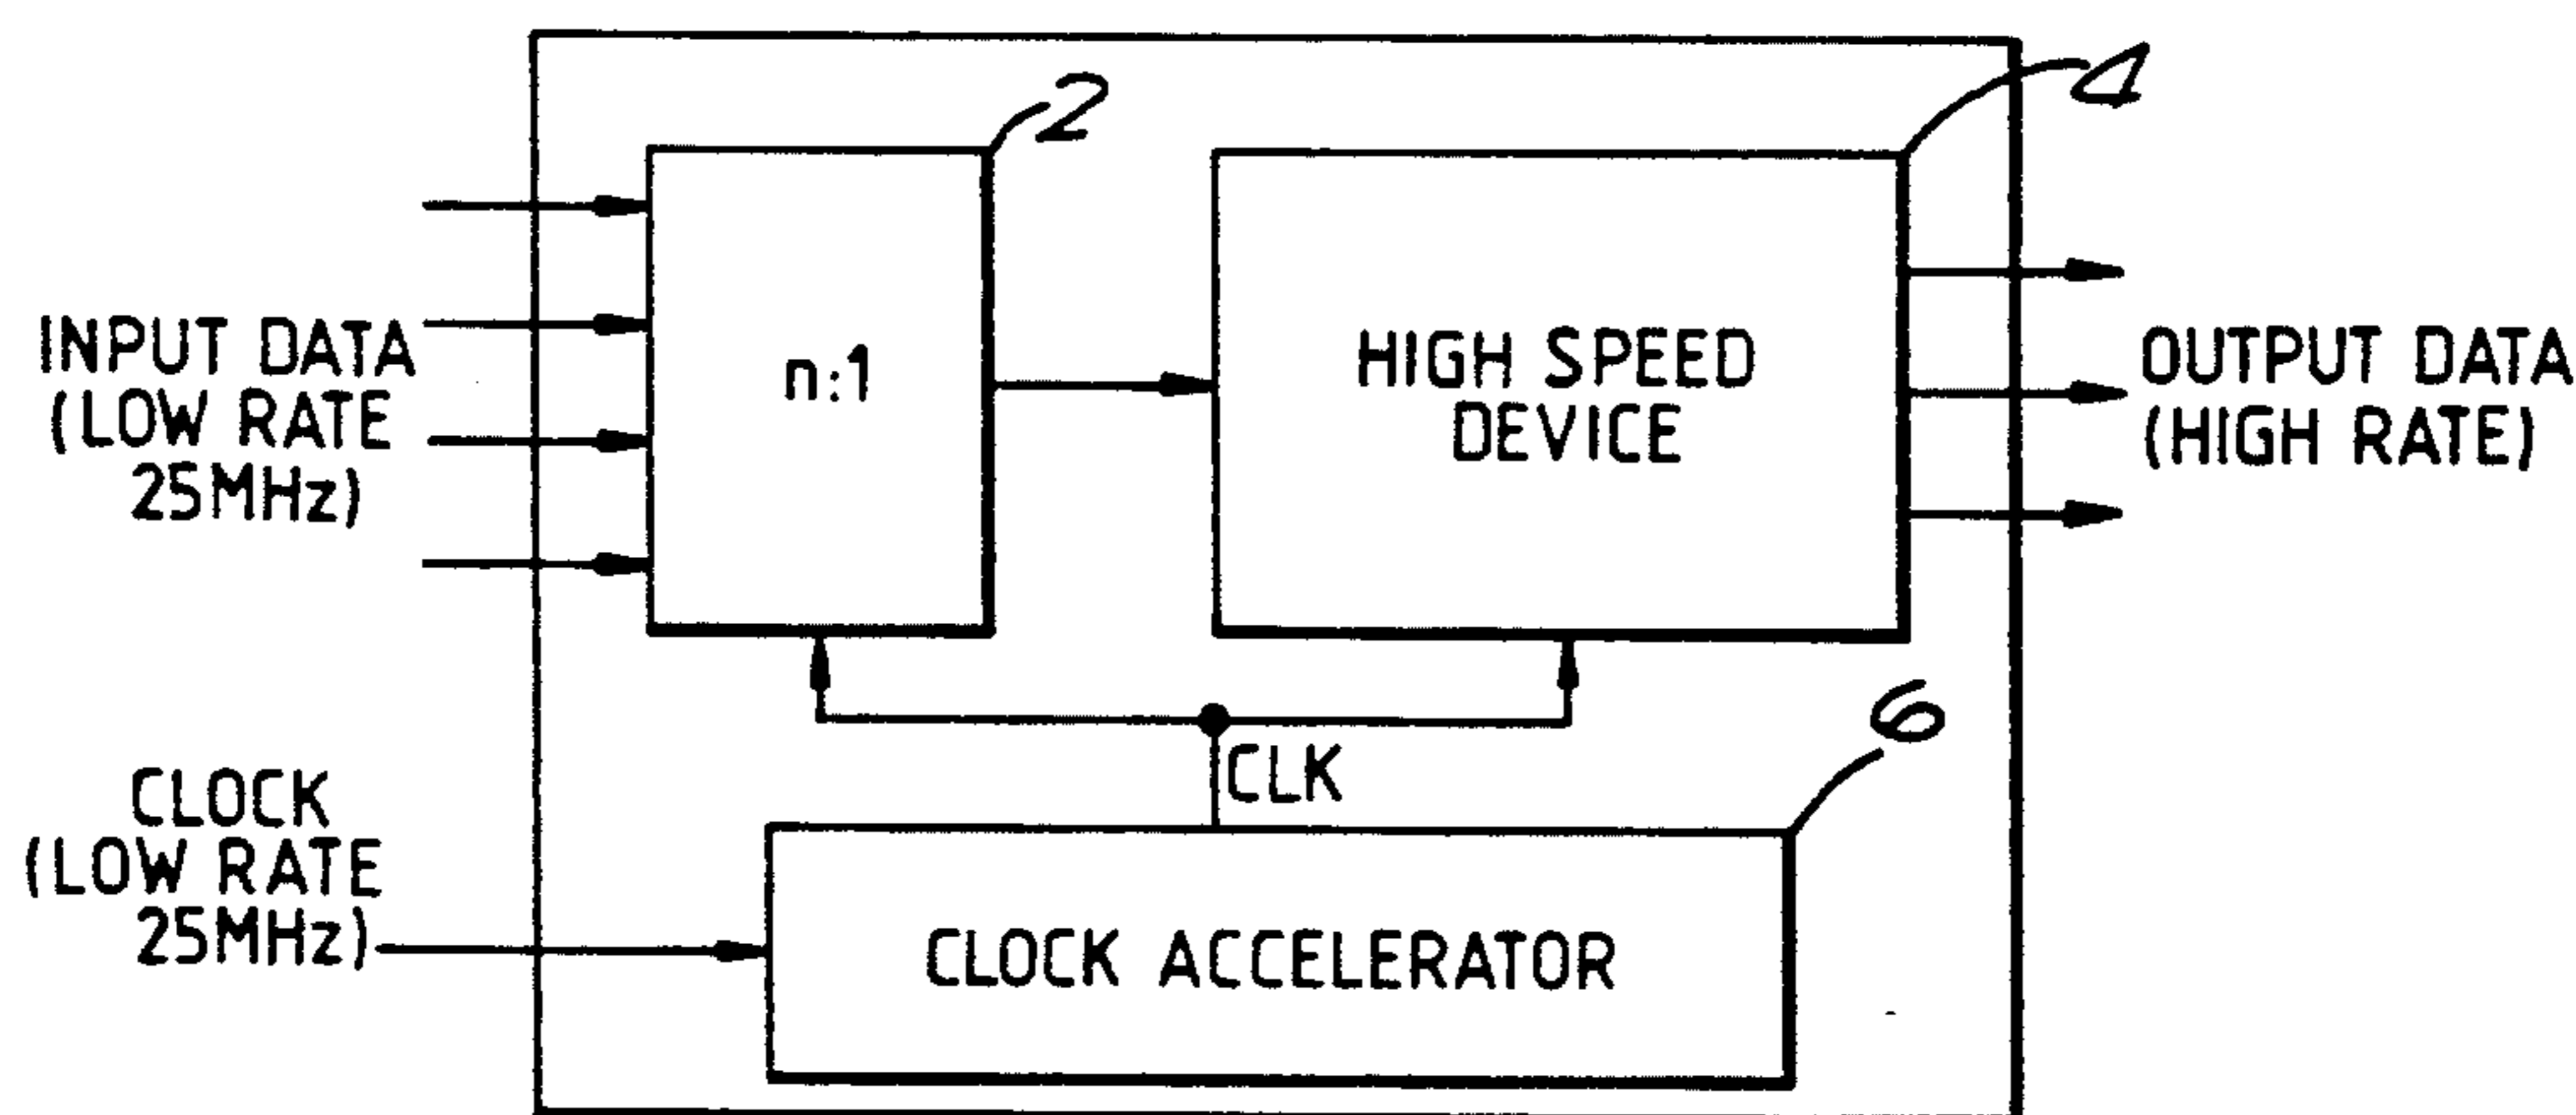 2
4
INPUT DATA
(LOW RATE
25MHz)
n:1
HIGH SPEED
DEVICE
OUTPUT DATA
(HIGH RATE)
6
CLK
CLOCK
(LOW RATE
25MHz)
CLOCK ACCELERATOR